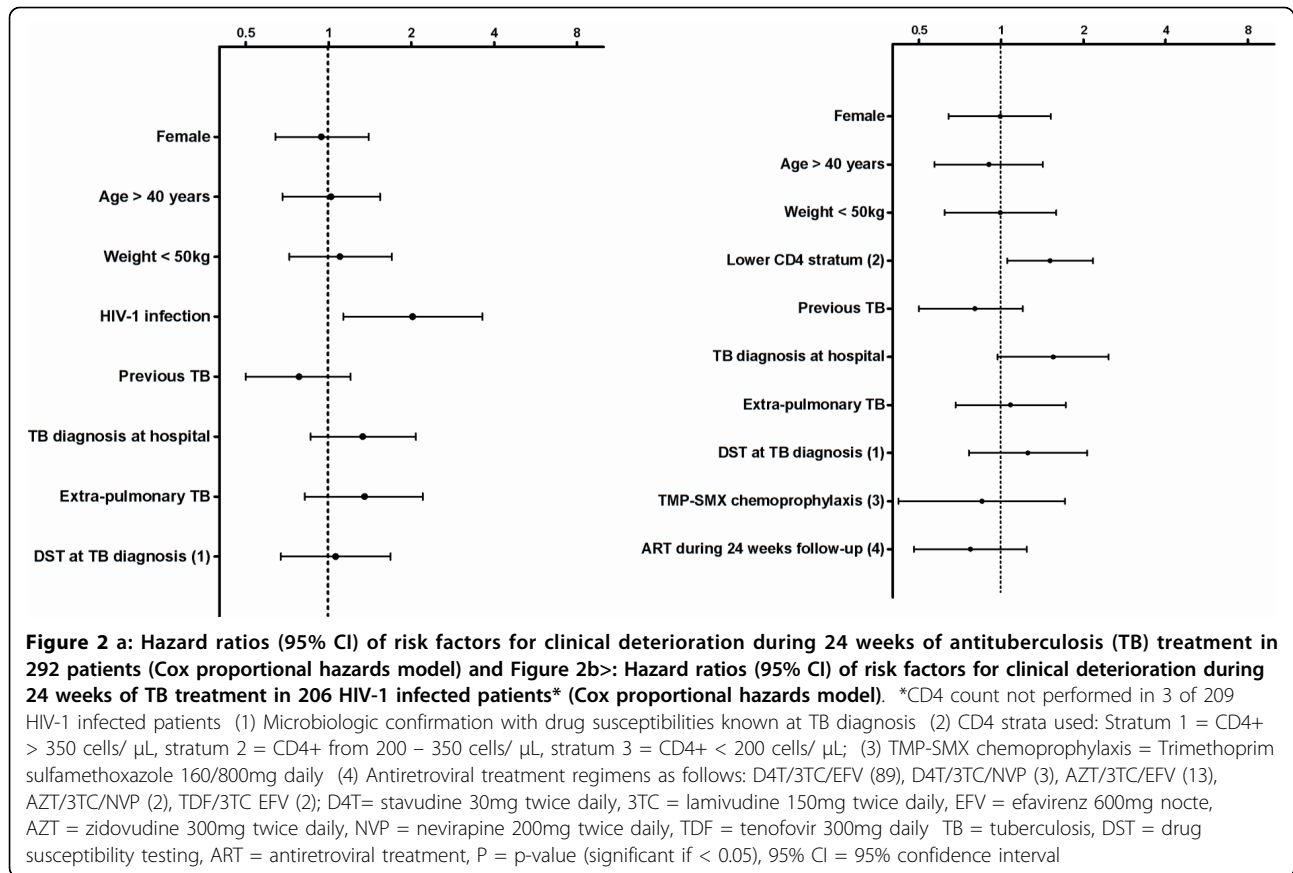 0.5 1 2 4 8
Female
Age > 40 years
Weight < 50kg
HIV-1 infection
Previous TB
TB diagnosis at hospital
Extra-pulmonary TB
DST at TB diagnosis (1)
0.5 1 2 4 8
Female
Age > 40 years
Weight < 50kg
Lower CD4 stratum (2)
Previous TB
TB diagnosis at hospital
Extra-pulmonary TB
DST at TB diagnosis (1)
TMP-SMX chemoprophylaxis (3)
ART during 24 weeks follow-up (4)
Figure 2 a: Hazard ratios (95% CI) of risk factors for clinical deterioration during 24 weeks of antituberculosis (TB) treatment in
292 patients (Cox proportional hazards model) and Figure 2b>: Hazard ratios (95% CI) of risk factors for clinical deterioration during
24 weeks of TB treatment in 206 HIV-1 infected patients* (Cox proportional hazards model). *CD4 count not performed in 3 of 209
HIV-1 infected patients (1) Microbiologic confirmation with drug susceptibilities known at TB diagnosis (2) CD4 strata used: Stratum 1 = CD4+
> 350 cells/ μL, stratum 2 = CD4+ from 200 – 350 cells/ μL, stratum 3 = CD4+ < 200 cells/ μL; (3) TMP-SMX chemoprophylaxis = Trimethoprim
sulfamethoxazole 160/800mg daily (4) Antiretroviral treatment regimens as follows: D4T/3TC/EFV (89), D4T/3TC/NVP (3), AZT/3TC/EFV (13),
AZT/3TC/NVP (2), TDF/3TC EFV (2); D4T= stavudine 30mg twice daily, 3TC = lamivudine 150mg twice daily, EFV = efavirenz 600mg nocte,
AZT = zidovudine 300mg twice daily, NVP = nevirapine 200mg twice daily, TDF = tenofovir 300mg daily TB = tuberculosis, DST = drug
susceptibility testing, ART = antiretroviral treatment, P = p-value (significant if < 0.05), 95% CI = 95% confidence interval